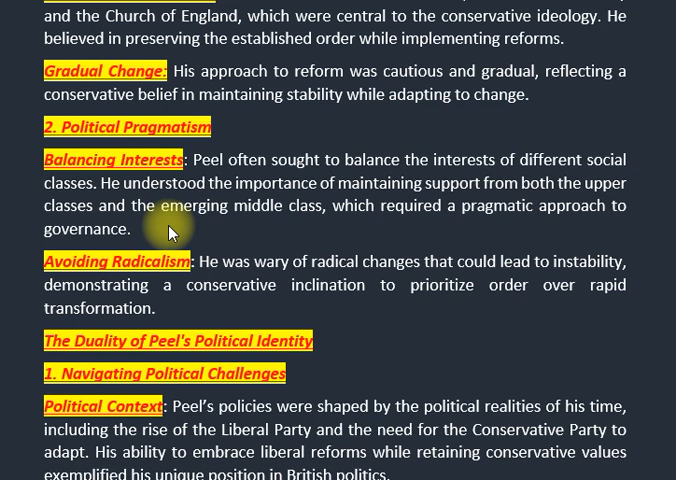 and the Church of England, which were central to the conservative ideology. He
believed in preserving the established order while implementing reforms.
Gradual Change: His approach to reform was cautious and gradual, reflecting a
conservative belief in maintaining stability while adapting to change.
2. Political Pragmatism
Balancing Interests: Peel often sought to balance the interests of different social
classes. He understood the importance of maintaining support from both the upper
classes and the emerging middle class, which required a pragmatic approach to
governance.
Avoiding Radicalism: He was wary of radical changes that could lead to instability,
demonstrating a conservative inclination to prioritize order over rapid
transformation.
The Duality of Peel's Political Identity
1. Navigating Political Challenges
Political Context: Peel’s policies were shaped by the political realities of his time,
including the rise of the Liberal Party and the need for the Conservative Party to
adapt. His ability to embrace liberal reforms while retaining conservative values
exemplified his unique position in British politics.